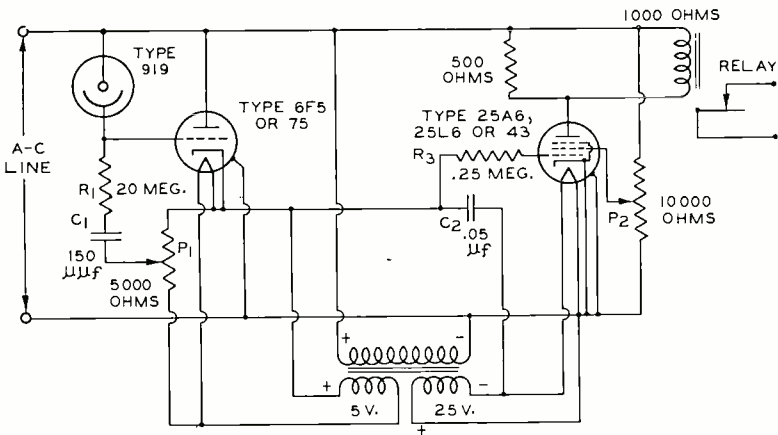 1000 OHMS
TYPE
919
500
OHMS
RELAY
TYPE 6F5
OR 75
TYPE 25A6,
25L6 OR 43
A-C
LINE
R3
.25 MEG.
R1
20 MEG.
C1
P1
C2
.05
μf
P2
10000
OHMS
150
μμf
5000
OHMS
+
-
+
-
5 V.
25 V.
+